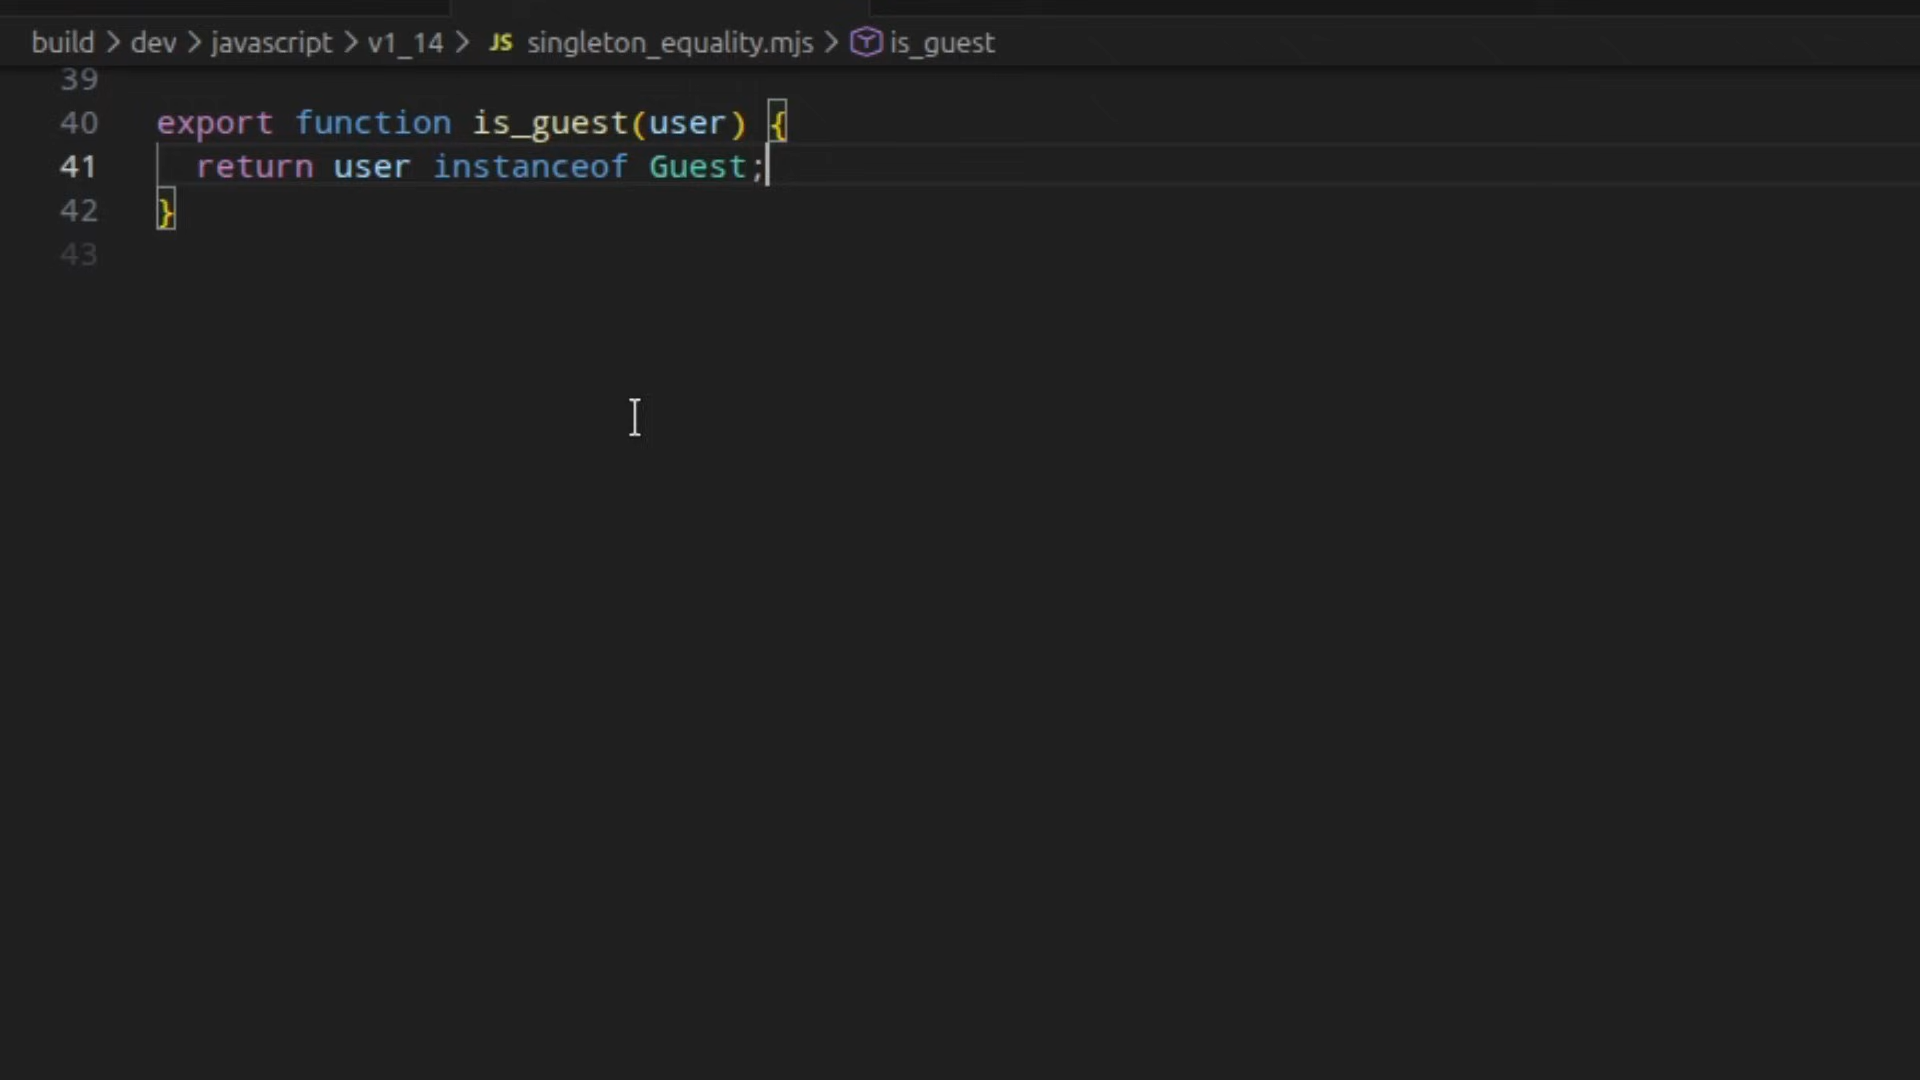 build > dev > javascript > v1_14 > JS singleton_equality.mjs > is_guest
39
40 export function is_guest(user) {
41 return user instanceof Guest;
42 }
43